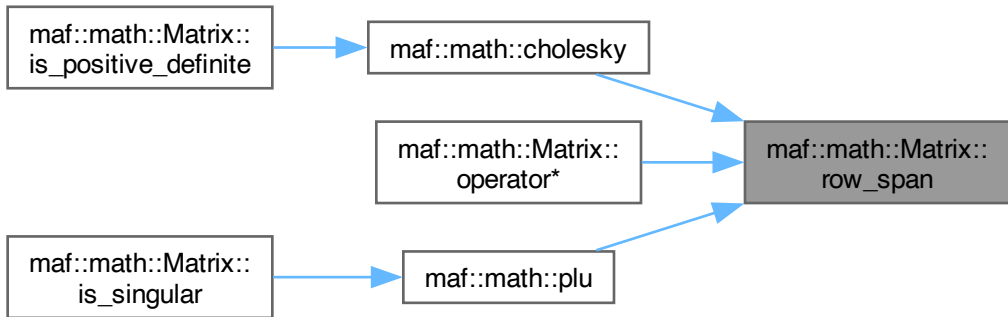 maf::math::Matrix::
is_positive_definite
maf::math::cholesky
maf::math::Matrix::
operator*
maf::math::Matrix::
row_span
maf::math::Matrix::
is_singular
maf::math::plu